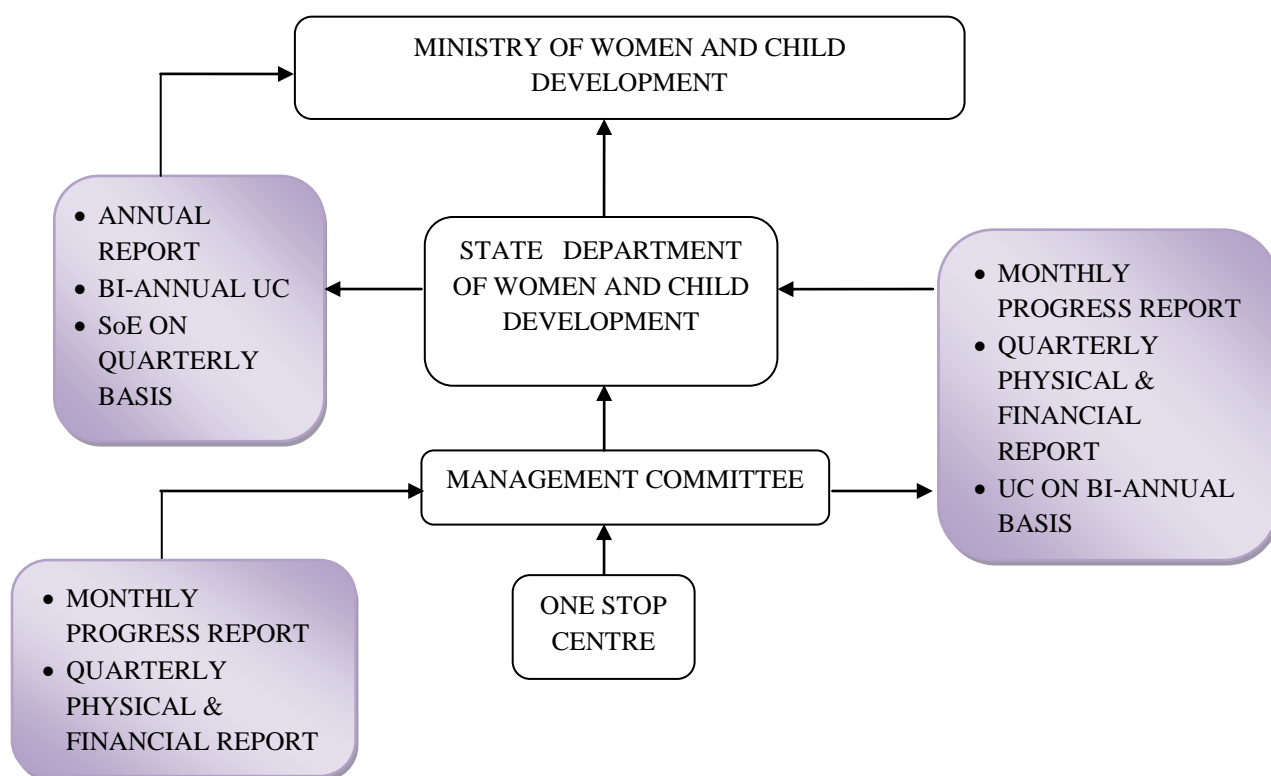 MINISTRY OF WOMEN AND CHILD
DEVELOPMENT
• ANNUAL
REPORT
• BI-ANNUAL UC
• SoE ON
QUARTERLY
BASIS
STATE DEPARTMENT
OF WOMEN AND CHILD
DEVELOPMENT
• MONTHLY
PROGRESS REPORT
• QUARTERLY
PHYSICAL &
FINANCIAL
REPORT
• UC ON BI-ANNUAL
BASIS
MANAGEMENT COMMITTEE
• MONTHLY
PROGRESS REPORT
• QUARTERLY
PHYSICAL &
FINANCIAL REPORT
ONE STOP
CENTRE